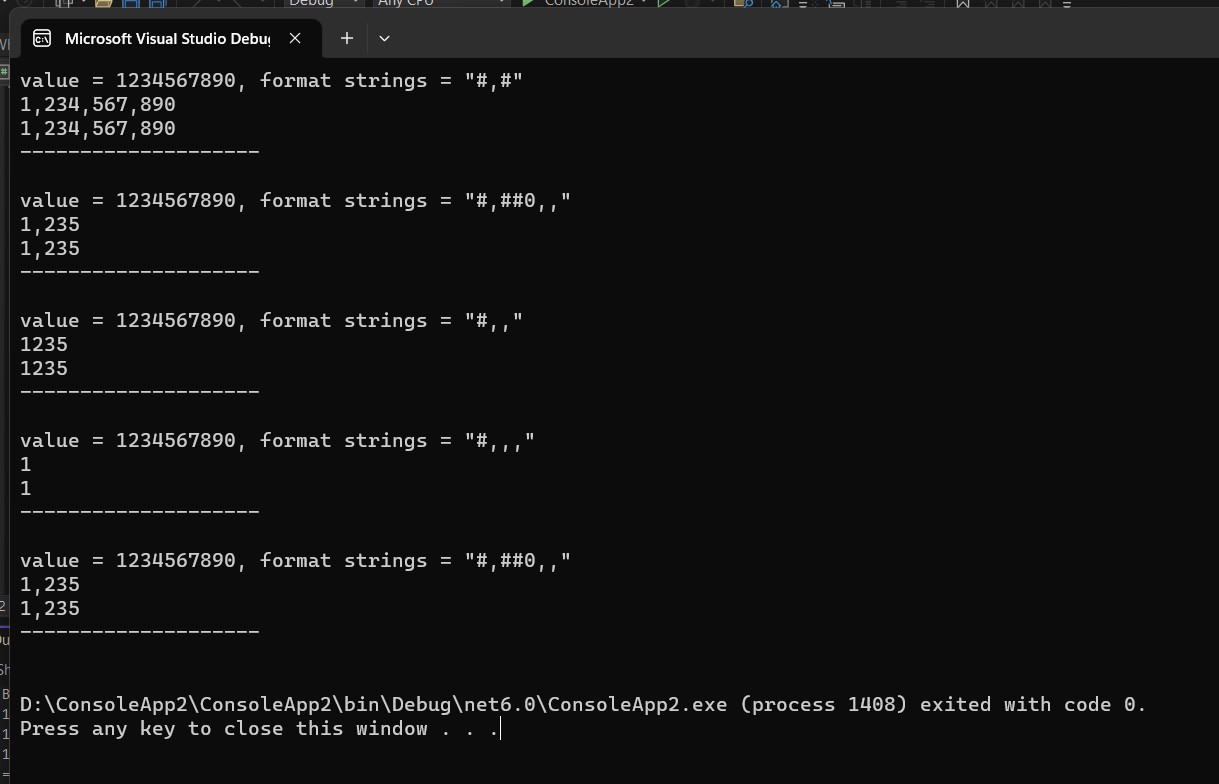 Debug Any CPU ConsoleApp2
Microsoft Visual Studio Debug
value = 1234567890, format strings = "#,#"
1,234,567,890
1,234,567,890
--------------------
value = 1234567890, format strings = "#,##0,,"
1,235
1,235
--------------------
value = 1234567890, format strings = "#,,"
1235
1235
--------------------
value = 1234567890, format strings = "#,,,"
1
1
--------------------
value = 1234567890, format strings = "#,##0,,"
1,235
1,235
--------------------
D:\ConsoleApp2\ConsoleApp2\bin\Debug\net6.0\ConsoleApp2.exe (process 1408) exited with code 0.
Press any key to close this window . . .